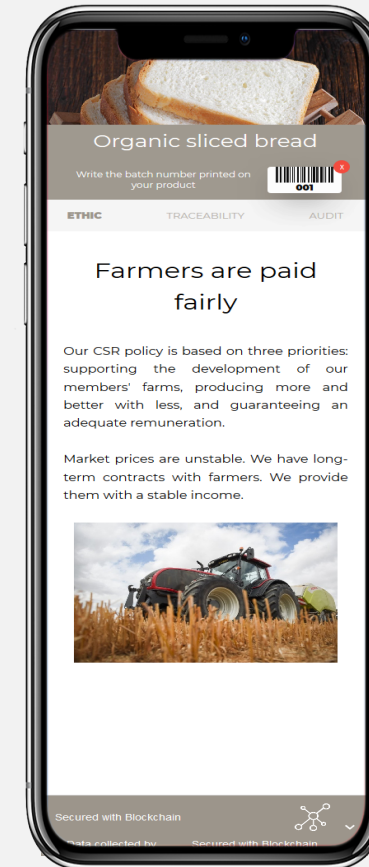 Organic sliced bread
Write the batch number printed on
your product
x
001
ETHIC TRACEABILITY AUDIT
Farmers are paid
fairly
Our CSR policy is based on three priorities:
supporting the development of our
members' farms, producing more and
better with less, and guaranteeing an
adequate remuneration.
Market prices are unstable. We have long-
term contracts with farmers. We provide
them with a stable income.
Secured with Blockchain
Data collected by Secured with Blockchain